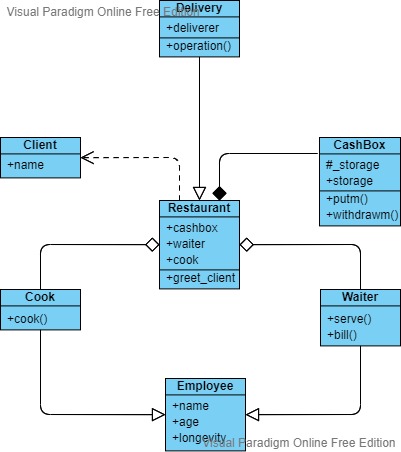 Visual Paradigm Online Free Edition
Delivery
+deliverer
+operation()
Client
+name
CashBox
#_storage
+storage
+putm()
+withdrawm()
Restaurant
+cashbox
+waiter
+cook
+greet_client
Cook
+cook()
Waiter
+serve()
+bill()
Employee
+name
+age
+longevity
Visual Paradigm Online Free Edition